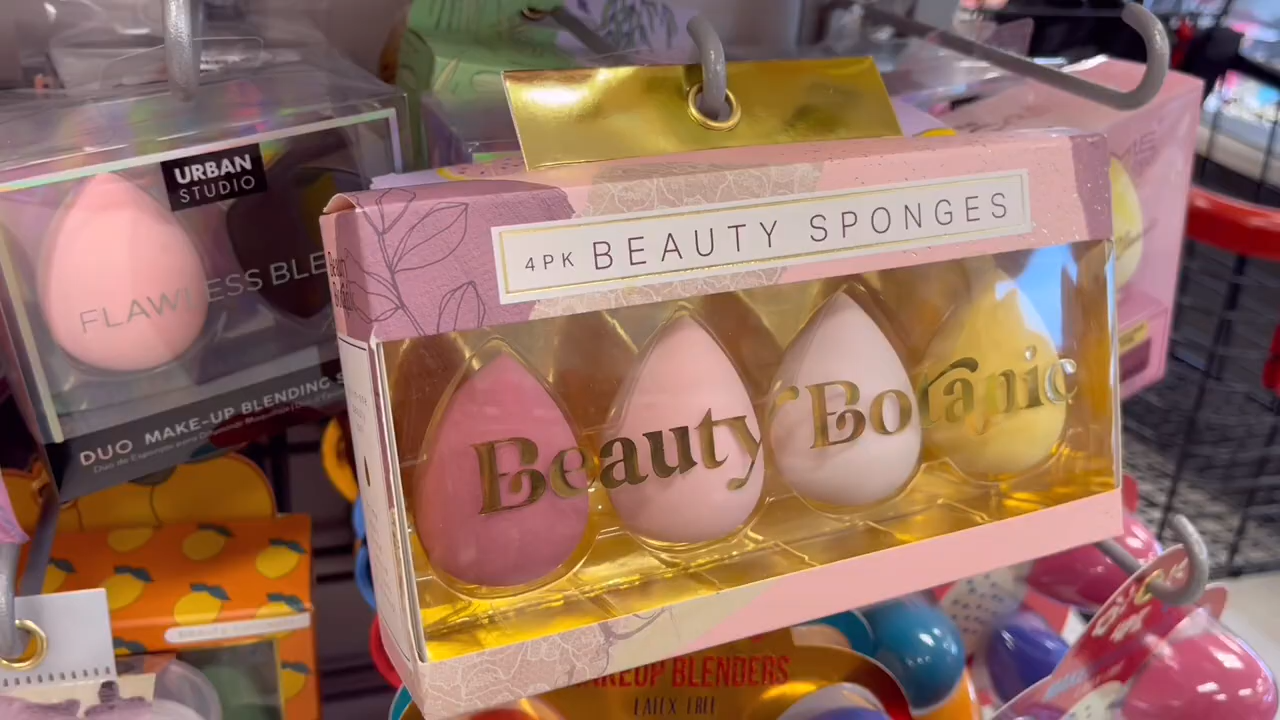 URBAN
STUDIO
FLAWLESS BLE
DUO MAKE-UP BLENDING S
4PK BEAUTY SPONGES
Beauty Botanic
MAKEUP BLENDERS
LATEX FREE